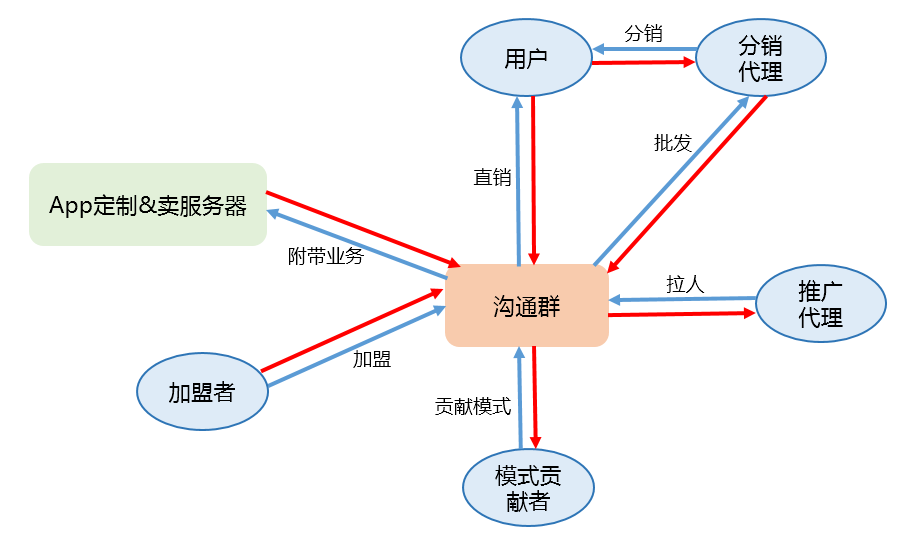 分销
用户
分销
代理
批发
直销
App定制&卖服务器
附带业务
拉人
沟通群
推广
代理
加盟
加盟者
贡献模式
模式贡
献者